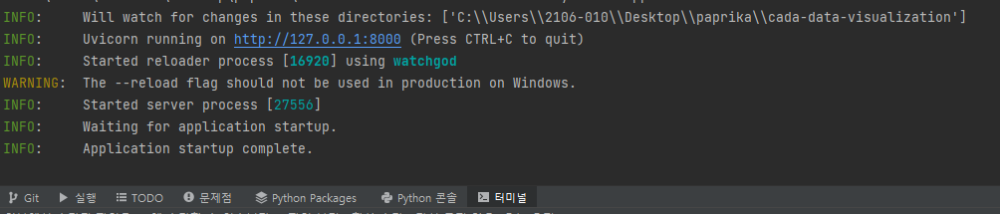 INFO:     Will watch for changes in these directories: ['C:\\Users\\2106-010\\Desktop\\paprika\\cada-data-visualization']
INFO:     Uvicorn running on http://127.0.0.1:8000 (Press CTRL+C to quit)
INFO:     Started reloader process [16920] using watchgod
WARNING:  The --reload flag should not be used in production on Windows.
INFO:     Started server process [27556]
INFO:     Waiting for application startup.
INFO:     Application startup complete.
Git 실행 TODO 문제점 Python Packages Python 콘솔 터미널